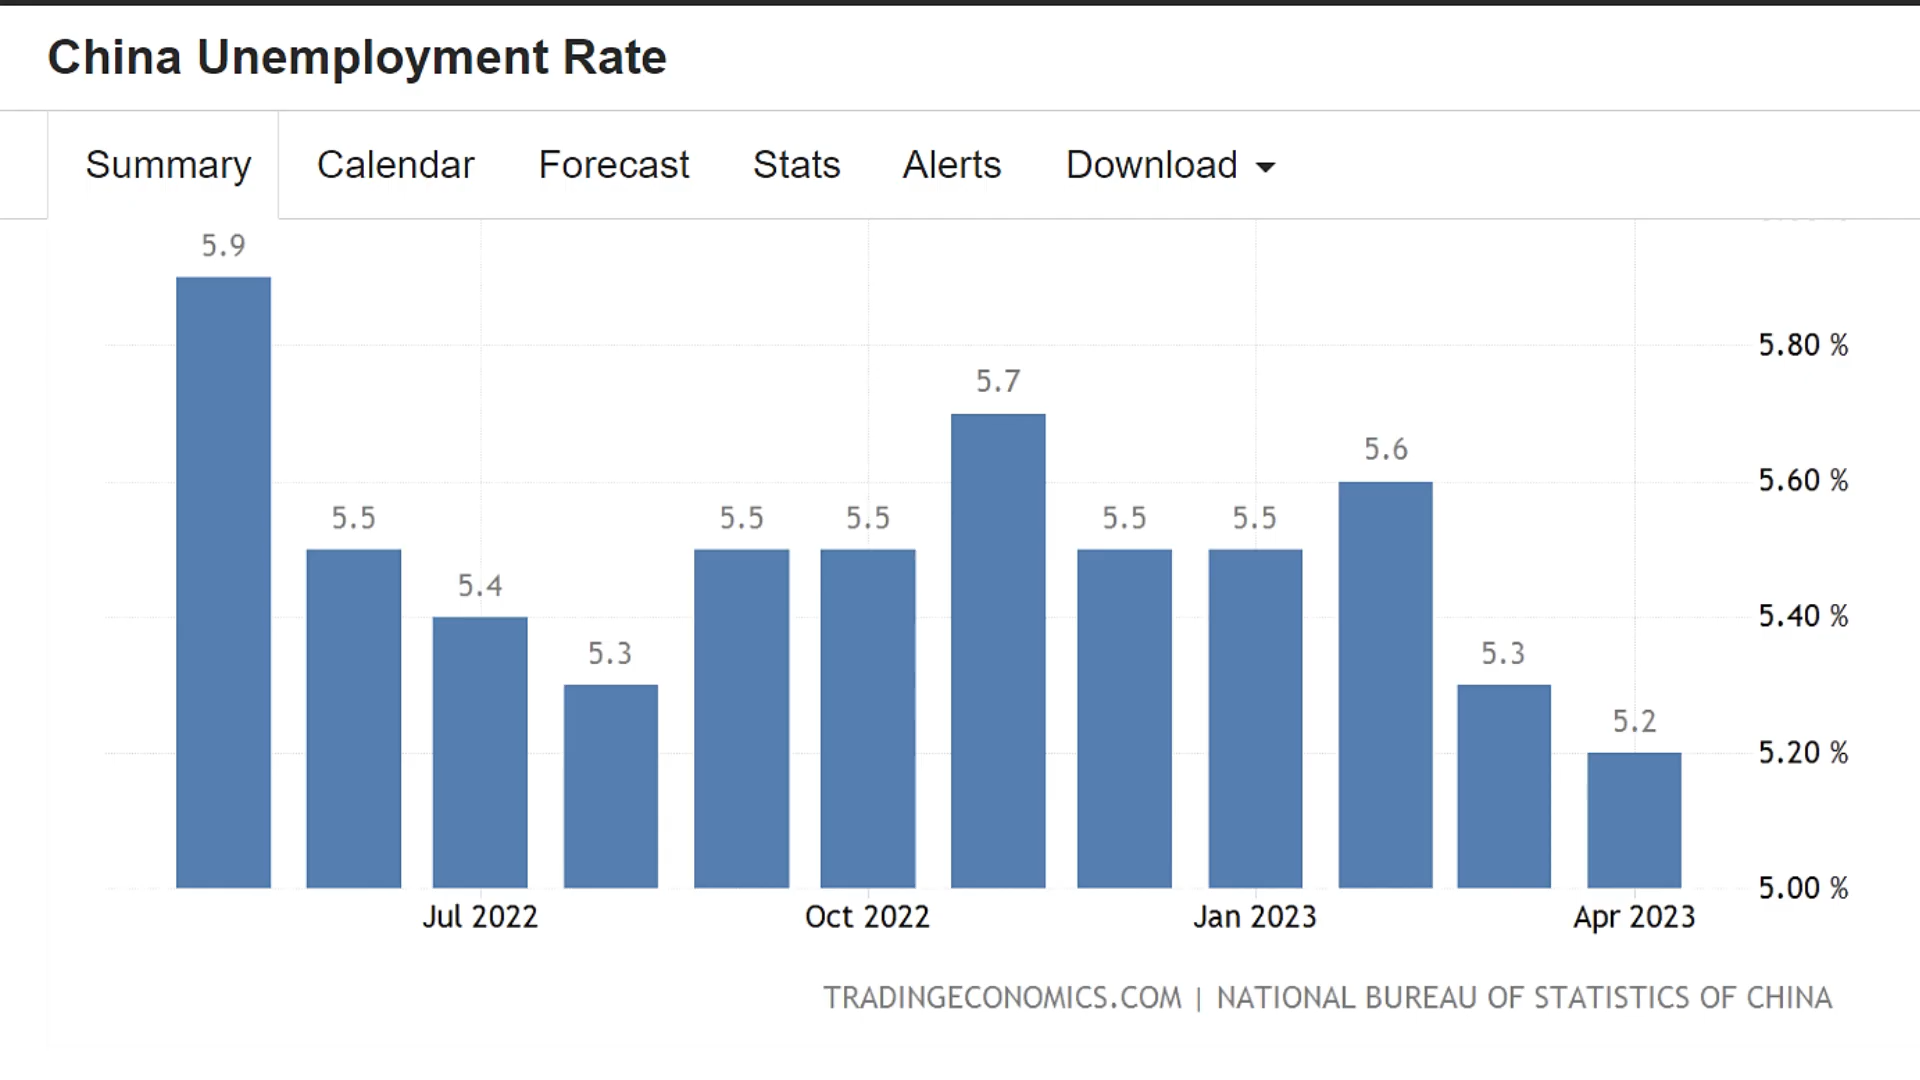 China Unemployment Rate
Summary Calendar Forecast Stats Alerts Download
5.9
5.80 %
5.7
5.6
5.60 %
5.5 5.5 5.5 5.5 5.5
5.4
5.40 %
5.3 5.3
5.2
5.20 %
5.00 %
Jul 2022 Oct 2022 Jan 2023 Apr 2023
TRADINGECONOMICS.COM | NATIONAL BUREAU OF STATISTICS OF CHINA